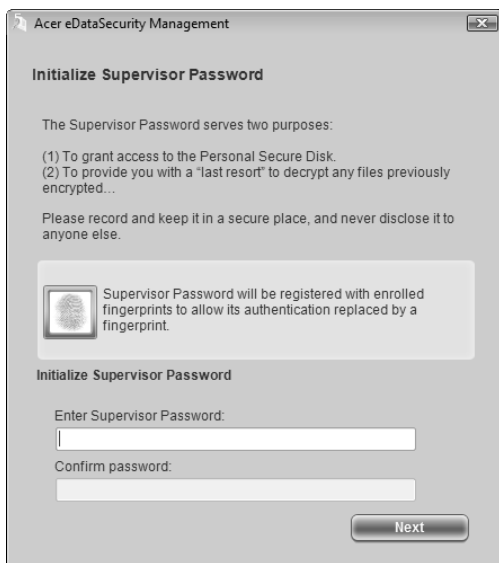 Acer eDataSecurity Management
Initialize Supervisor Password
The Supervisor Password serves two purposes:
(1) To grant access to the Personal Secure Disk.
(2) To provide you with a "last resort" to decrypt any files previously
encrypted...
Please record and keep it in a secure place, and never disclose it to
anyone else.
Supervisor Password will be registered with enrolled
fingerprints to allow its authentication replaced by a
fingerprint.
Initialize Supervisor Password
Enter Supervisor Password:
Confirm password:
Next